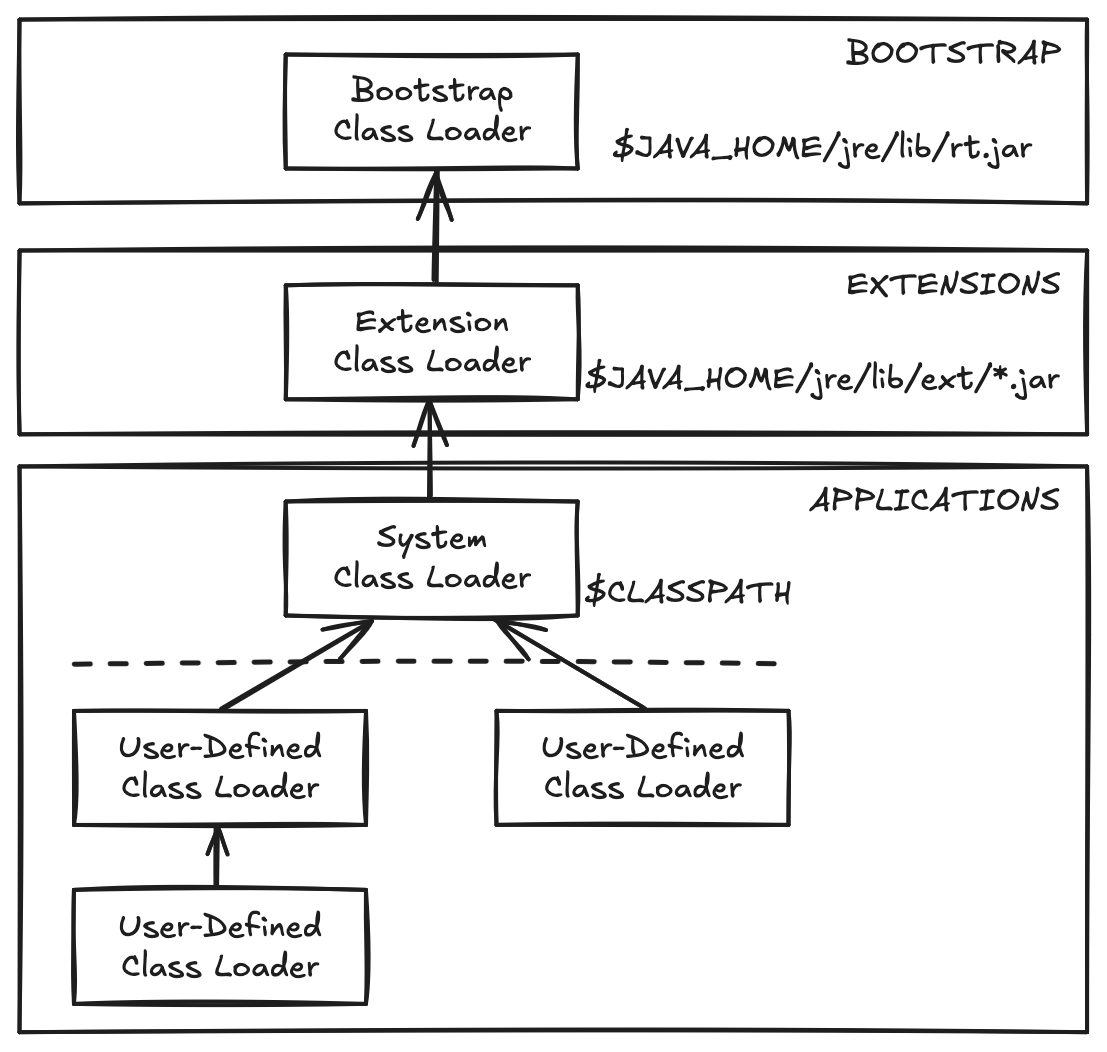 BOOTSTRAP
Bootstrap
Class Loader
$JAVA_HOME/jre/lib/rt.jar
EXTENSIONS
Extension
Class Loader
$JAVA_HOME/jre/lib/ext/*.jar
APPLICATIONS
System
Class Loader
$CLASSPATH
User-Defined
Class Loader
User-Defined
Class Loader
User-Defined
Class Loader